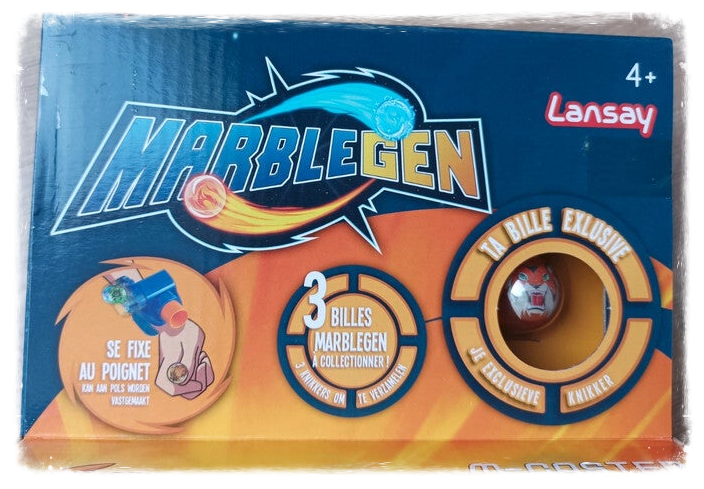 4+
Lansay
MARBLEGEN
TA BILLE EXLUSIVE
JE EXCLUSIEVE KNIKKER
3
BILLES
MARBLEGEN
À COLLECTIONNER !
3 KNIKKERS OM TE VERZAMELEN
SE FIXE
AU POIGNET
KAN AAN POLS WORDEN
VASTGEMAAKT